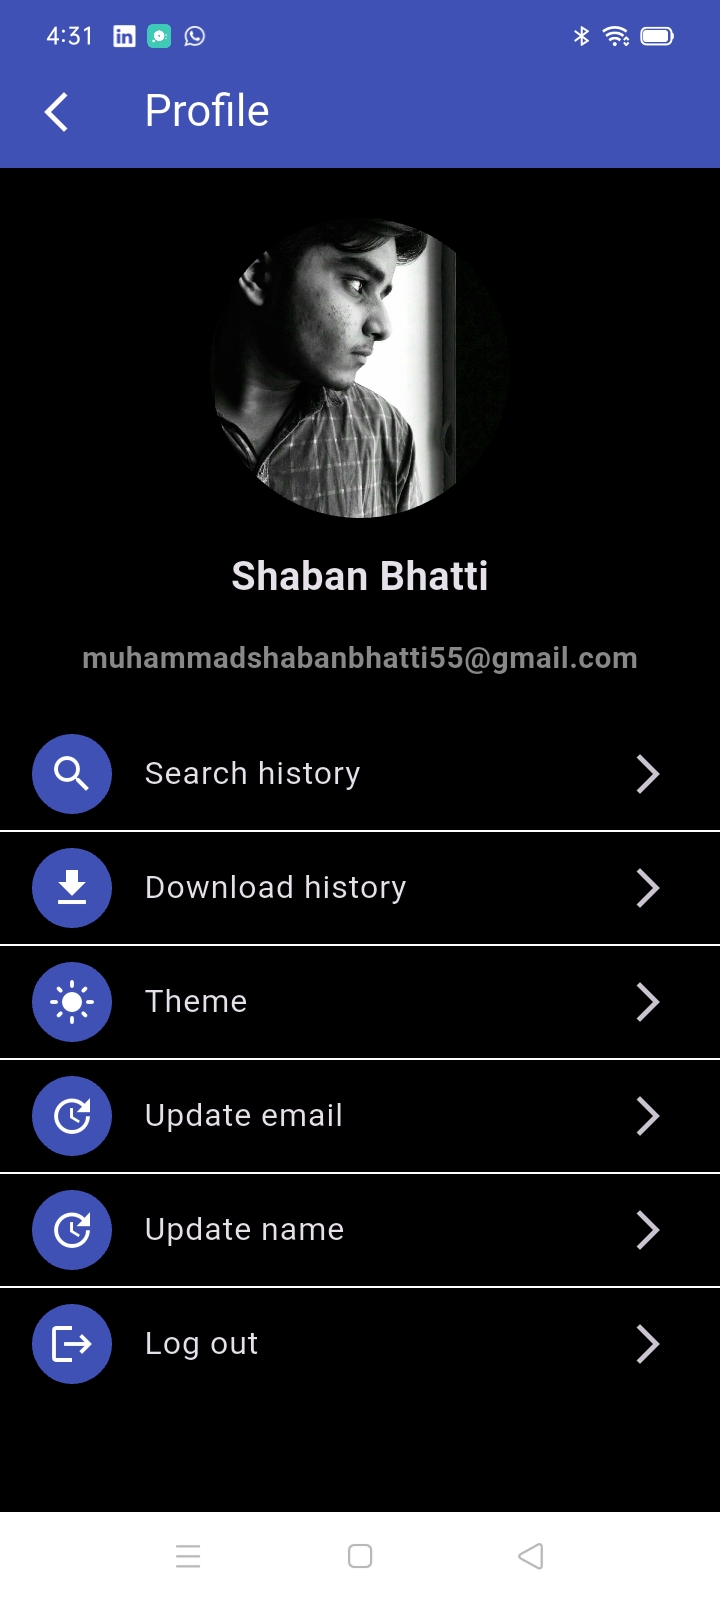 4:31
in
Profile
Shaban Bhatti
muhammadshabanbhatti55@gmail.com
Search history
Download history
Theme
Update email
Update name
Log out